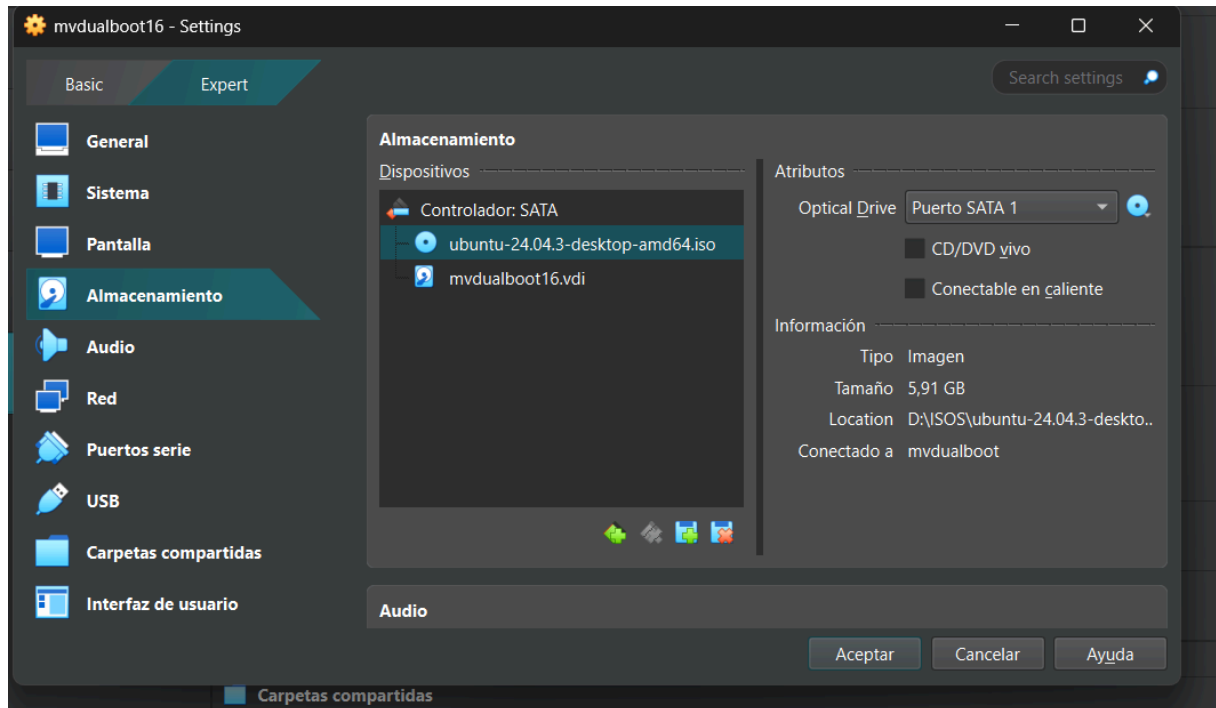 mvdualboot16 - Settings
Basic
Expert
Search settings
General
Sistema
Pantalla
Almacenamiento
Audio
Red
Puertos serie
USB
Carpetas compartidas
Interfaz de usuario
Almacenamiento
Dispositivos
Controlador: SATA
ubuntu-24.04.3-desktop-amd64.iso
mvdualboot16.vdi
Atributos
Optical Drive Puerto SATA 1
CD/DVD vivo
Conectable en caliente
Información
Tipo Imagen
Tamaño 5,91 GB
Location D:\ISOS\ubuntu-24.04.3-deskto..
Conectado a mvdualboot
Audio
Aceptar
Cancelar
Ayuda
Carpetas compartidas